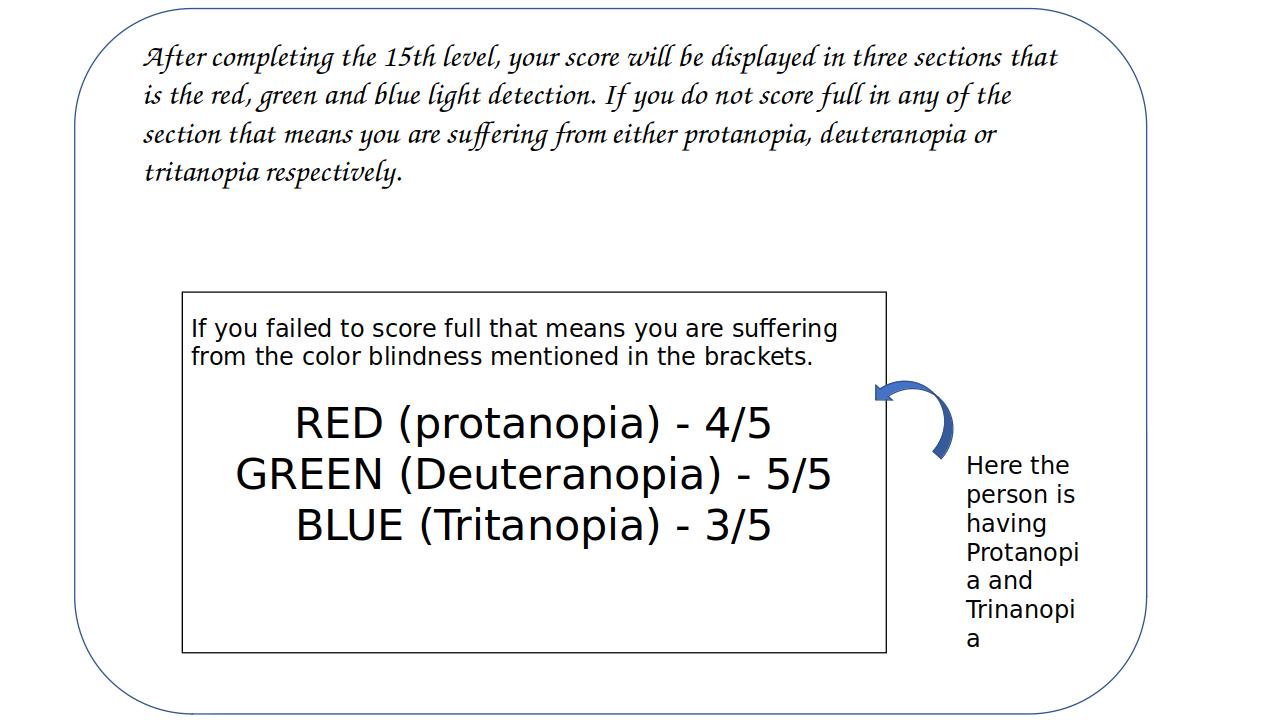 After completing the 15th level, your score will be displayed in three sections that
is the red, green and blue light detection. If you do not score full in any of the
section that means you are suffering from either protanopia, deuteranopia or
tritanopia respectively.
If you failed to score full that means you are suffering
from the color blindness mentioned in the brackets.
RED (protanopia) - 4/5
GREEN (Deuteranopia) - 5/5
BLUE (Tritanopia) - 3/5
Here the
person is
having
Protanopi
a and
Trinanopi
a